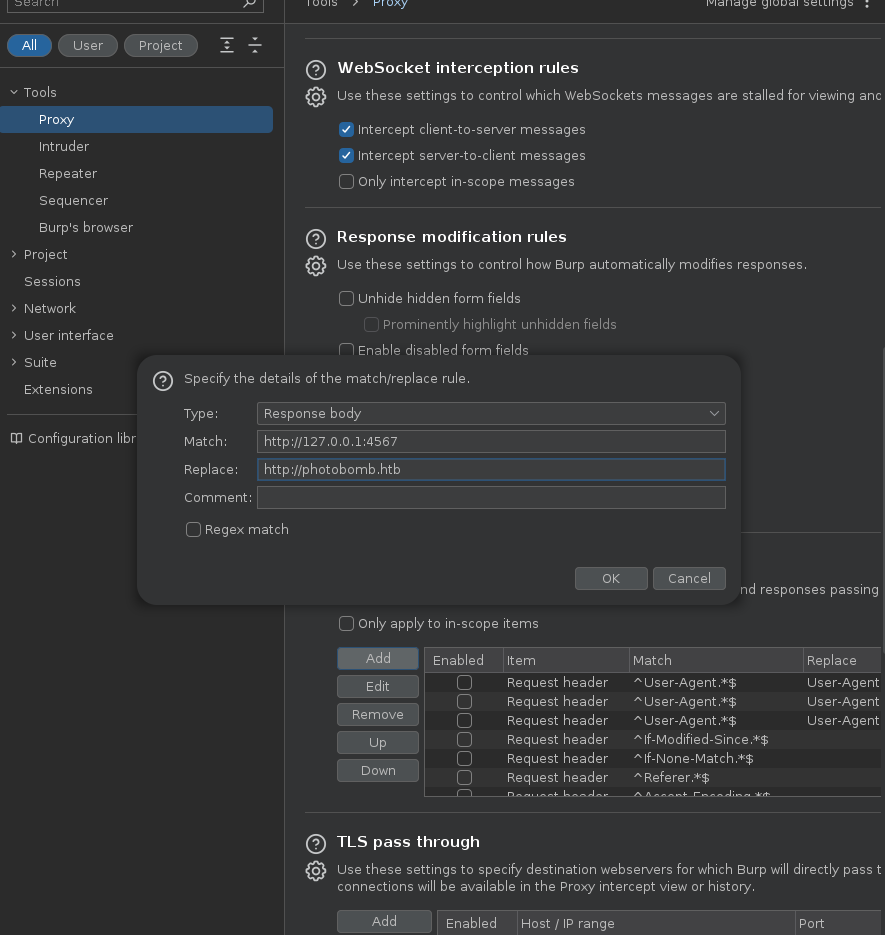 Search
Tools > Proxy
Manage global settings
All
User
Project
Tools
Proxy
Intruder
Repeater
Sequencer
Burp's browser
Project
Sessions
Network
User interface
Suite
Extensions
Configuration libr
WebSocket interception rules
Use these settings to control which WebSockets messages are stalled for viewing and
Intercept client-to-server messages
Intercept server-to-client messages
Only intercept in-scope messages
Response modification rules
Use these settings to control how Burp automatically modifies responses.
Unhide hidden form fields
Prominently highlight unhidden fields
Enable disabled form fields
Specify the details of the match/replace rule.
Type: Response body
Match: http://127.0.0.1:4567
Replace: http://photobomb.htb
Comment:
Regex match
OK Cancel
nd responses passing
Only apply to in-scope items
Add
Edit
Remove
Up
Down
Enabled Item Match Replace
Request header ^User-Agent.*$ User-Agent
Request header ^User-Agent.*$ User-Agent
Request header ^User-Agent.*$ User-Agent
Request header ^If-Modified-Since.*$
Request header ^If-None-Match.*$
Request header ^Referer.*$
Request header ^Accept-Encoding.*$
TLS pass through
Use these settings to specify destination webservers for which Burp will directly pass t
connections will be available in the Proxy intercept view or history.
Add
Enabled Host / IP range Port